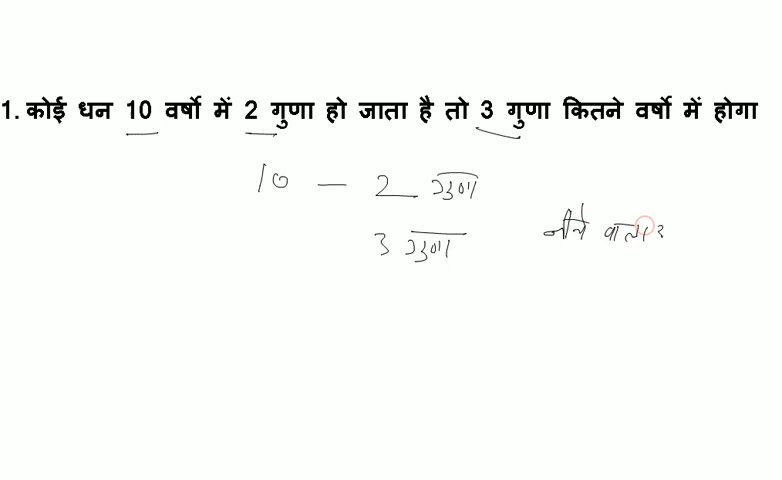 1. कोई धन 10 वर्षो में 2 गुणा हो जाता है तो 3 गुणा कितने वर्षो में होगा
10 — 2 गुणा
3 गुणा नीचे वाला